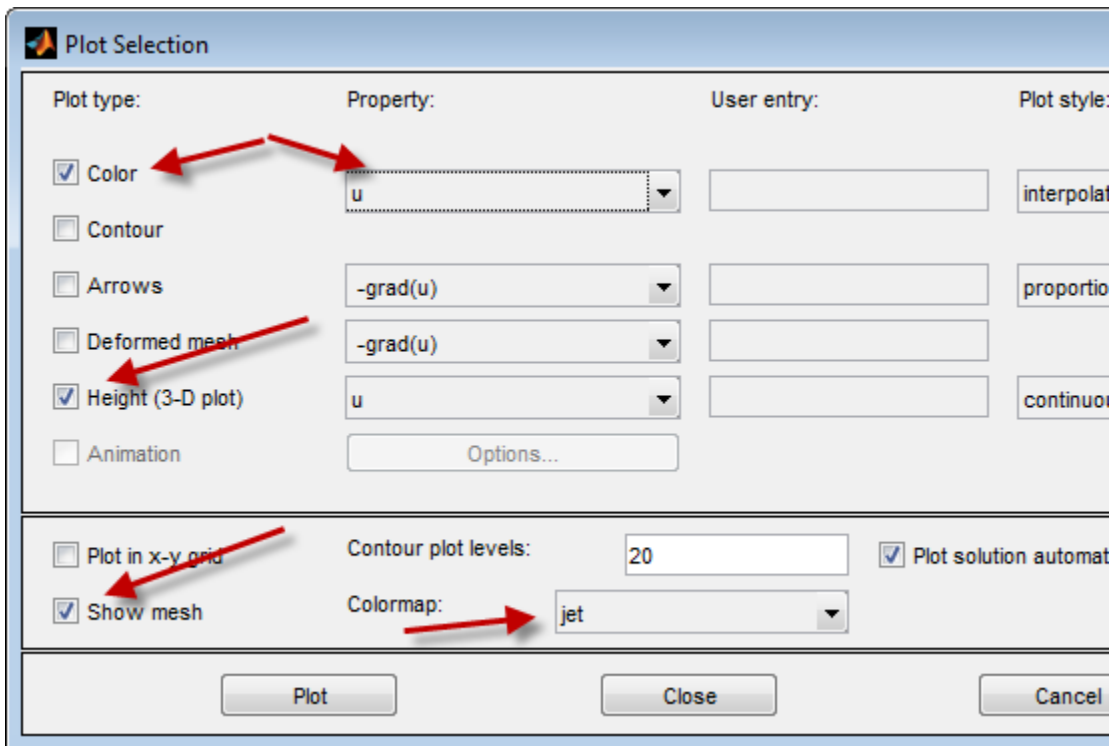 Plot Selection
Plot type: Property: User entry: Plot style:
Color u interpolat
Contour
Arrows -grad(u) proportio
Deformed mesh -grad(u)
Height (3-D plot) u continuou
Animation Options...
Plot in x-y grid Contour plot levels: 20 Plot solution automat
Show mesh Colormap: jet
Plot Close Cancel